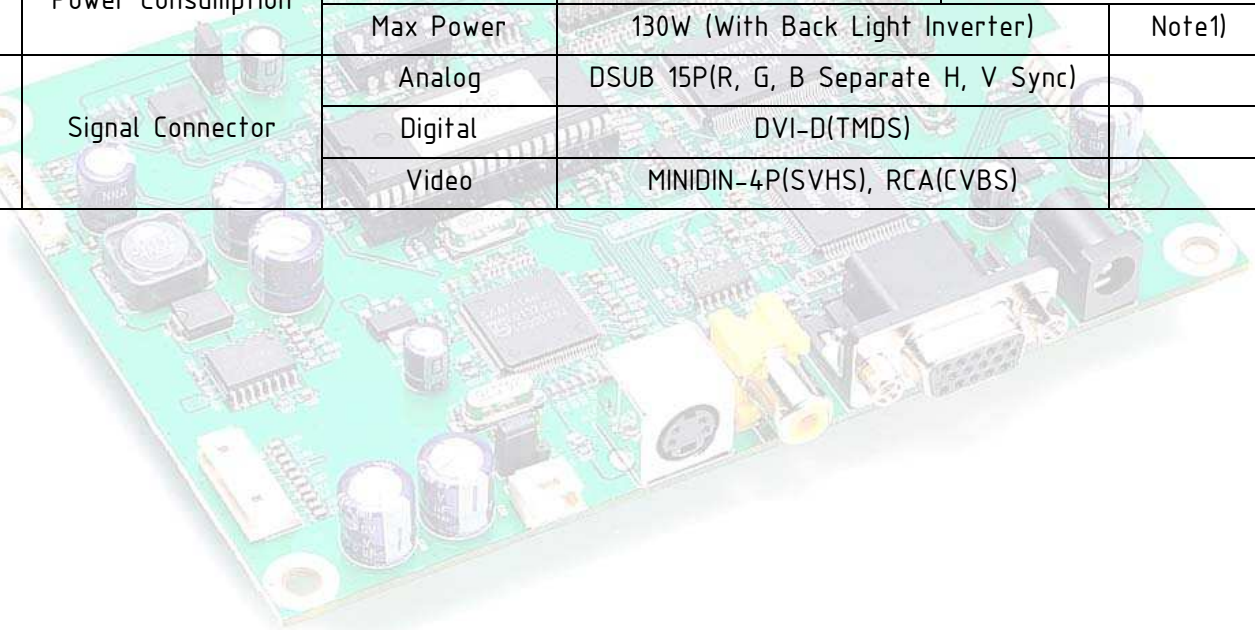 Power Consumption
Max Power 130W (With Back Light Inverter) Note1)
Analog DSUB 15P(R, G, B Separate H, V Sync)
Signal Connector Digital DVI-D(TMDS)
Video MINIDIN-4P(SVHS), RCA(CVBS)